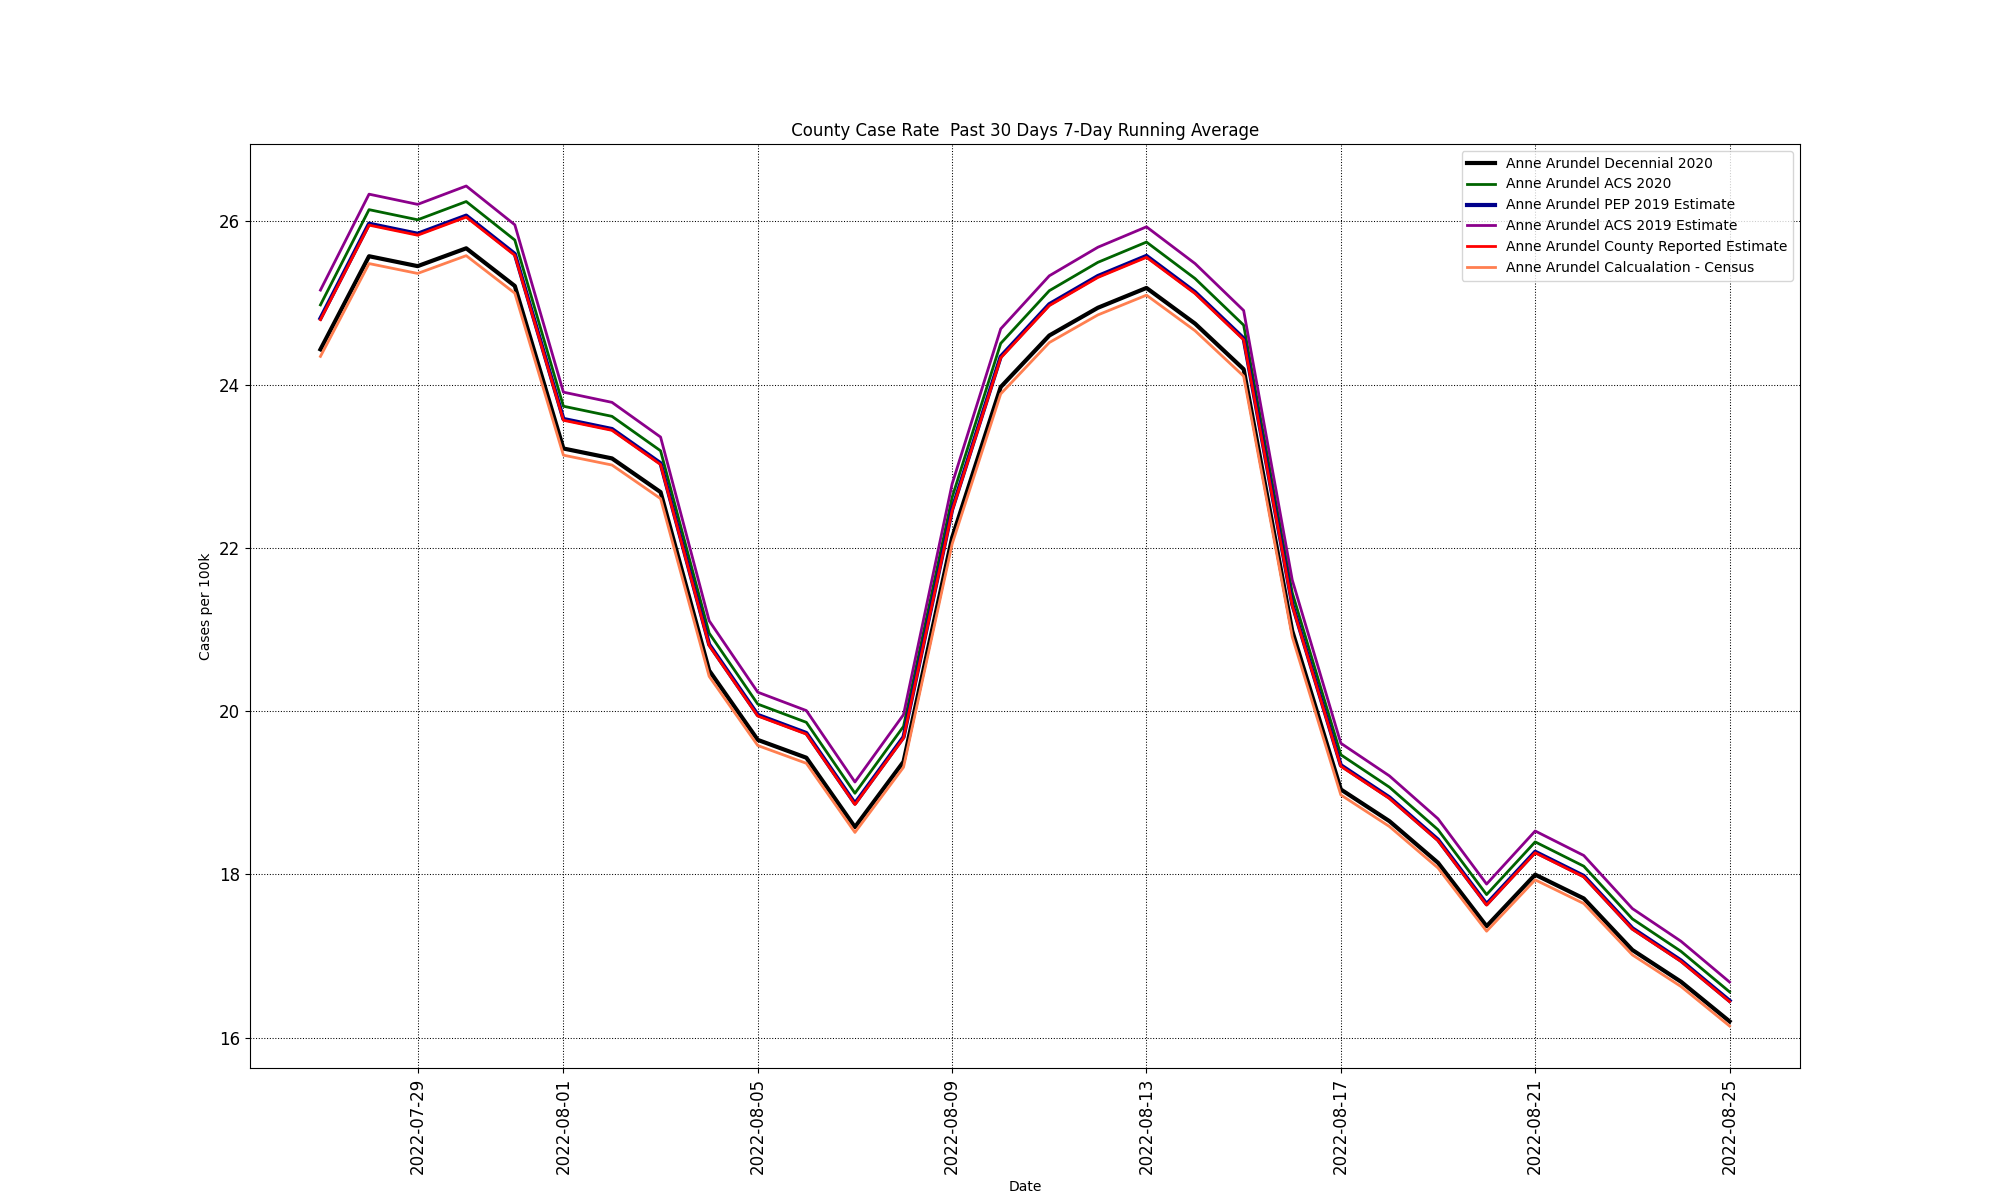 County Case Rate  Past 30 Days 7-Day Running Average
Anne Arundel Decennial 2020
Anne Arundel ACS 2020
Anne Arundel PEP 2019 Estimate
Anne Arundel ACS 2019 Estimate
Anne Arundel County Reported Estimate
Anne Arundel Calcualation - Census
Cases per 100k
26
24
22
20
18
16
2022-07-29
2022-08-01
2022-08-05
2022-08-09
2022-08-13
2022-08-17
2022-08-21
2022-08-25
Date